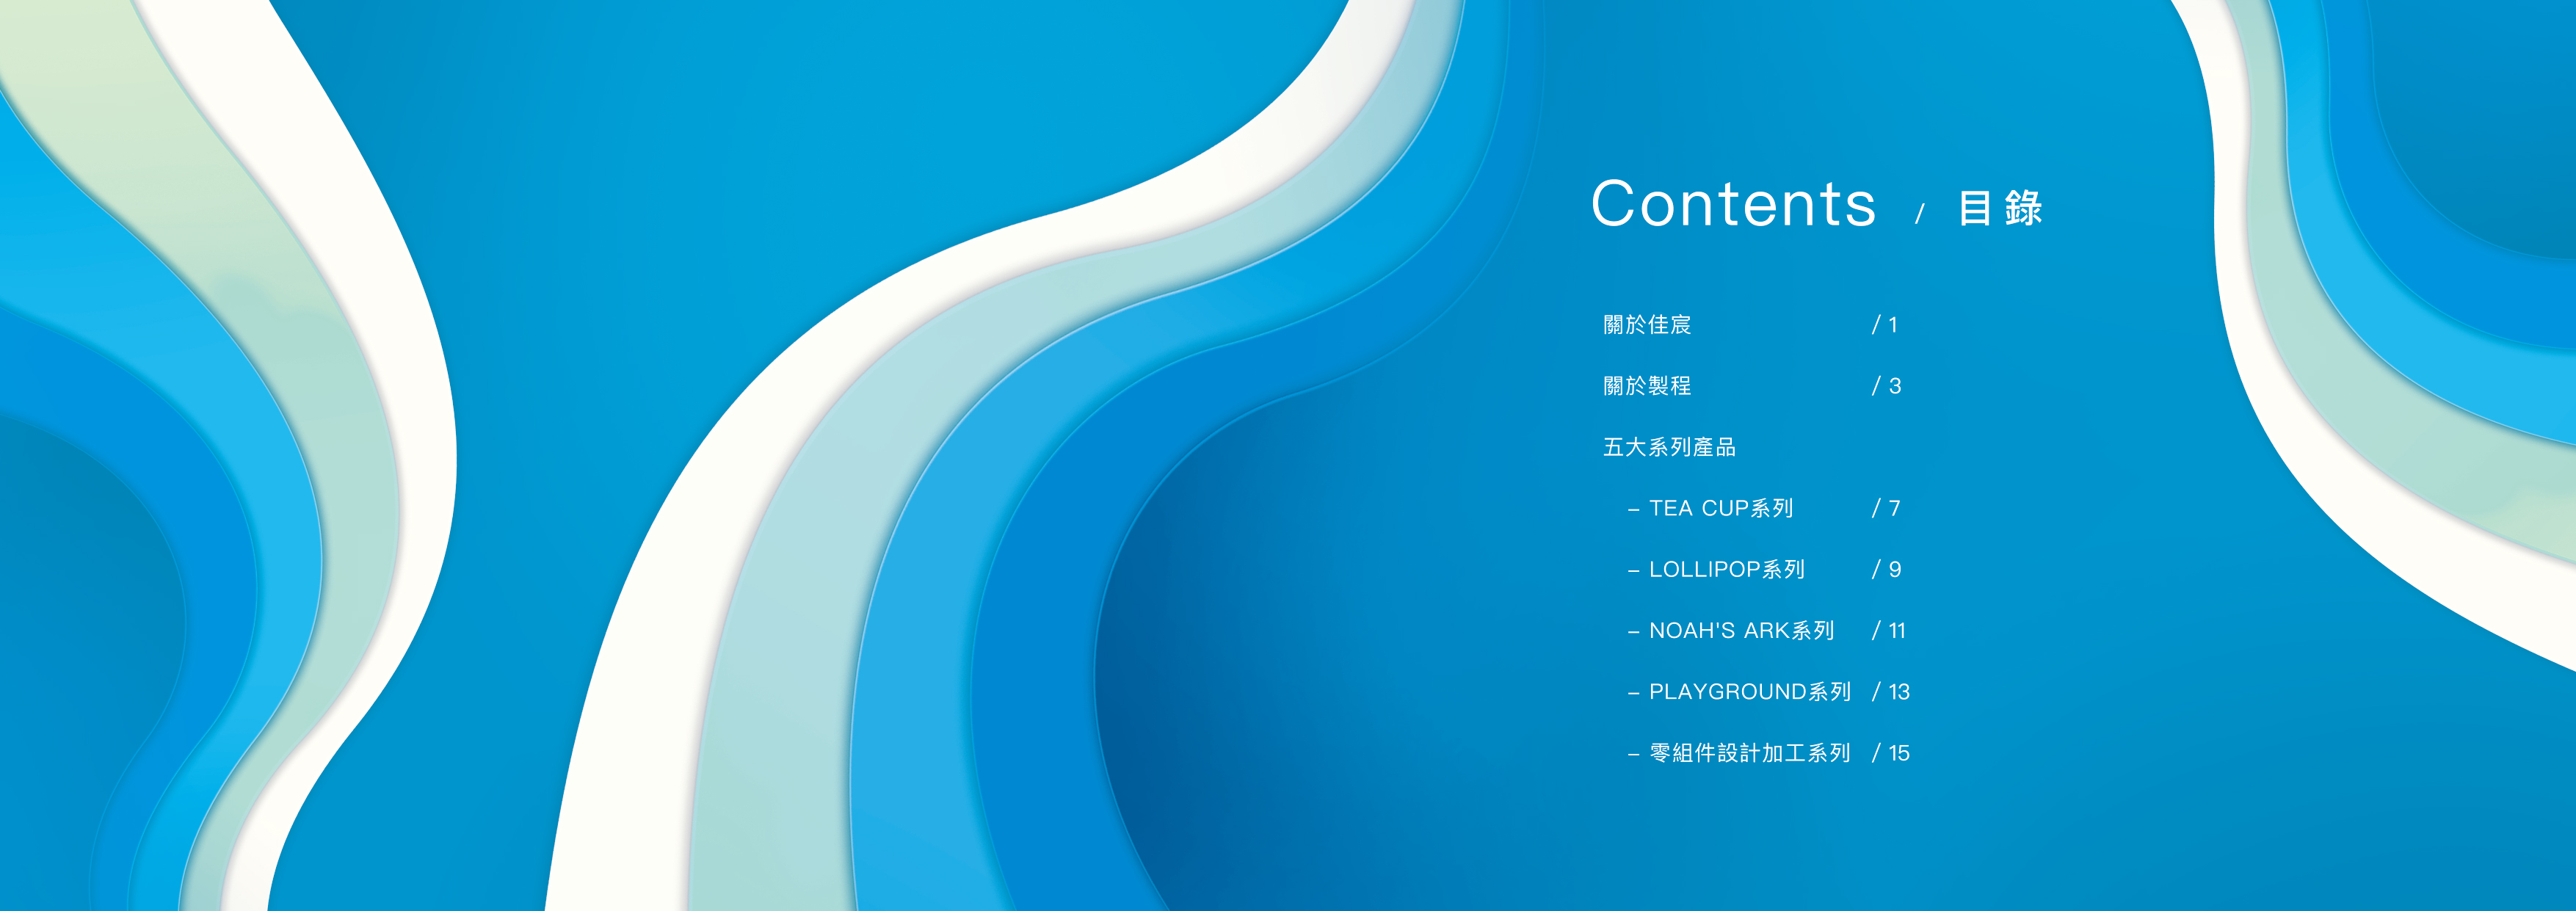 Contents / 目錄
關於佳宸 / 1
關於製程 / 3
五大系列產品
– TEA CUP系列 / 7
– LOLLIPOP系列 / 9
– NOAH'S ARK系列 / 11
– PLAYGROUND系列 / 13
– 零組件設計加工系列 / 15